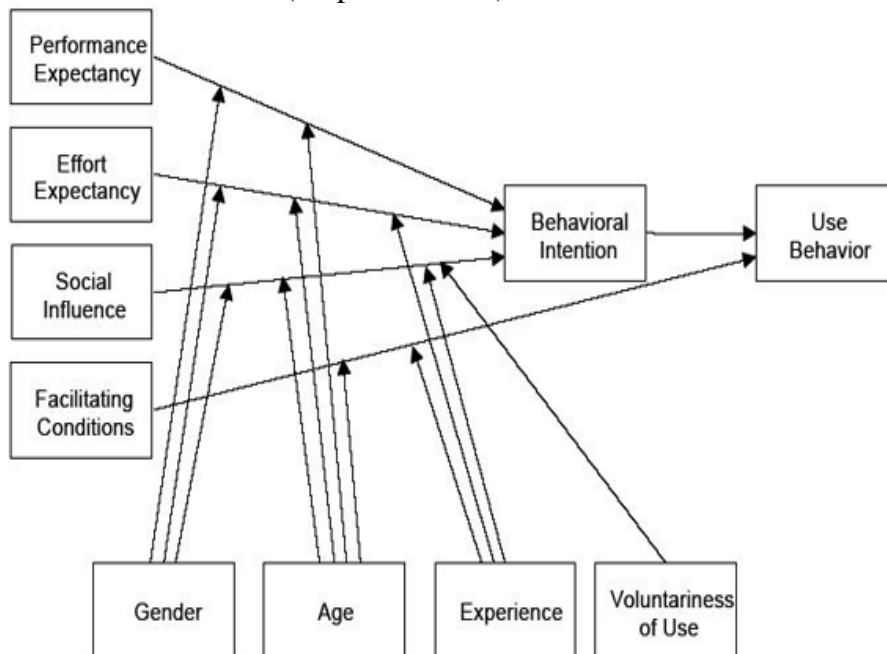 Performance
Expectancy
Effort
Expectancy
Social
Influence
Facilitating
Conditions
Behavioral
Intention
Use
Behavior
Gender
Age
Experience
Voluntariness
of Use